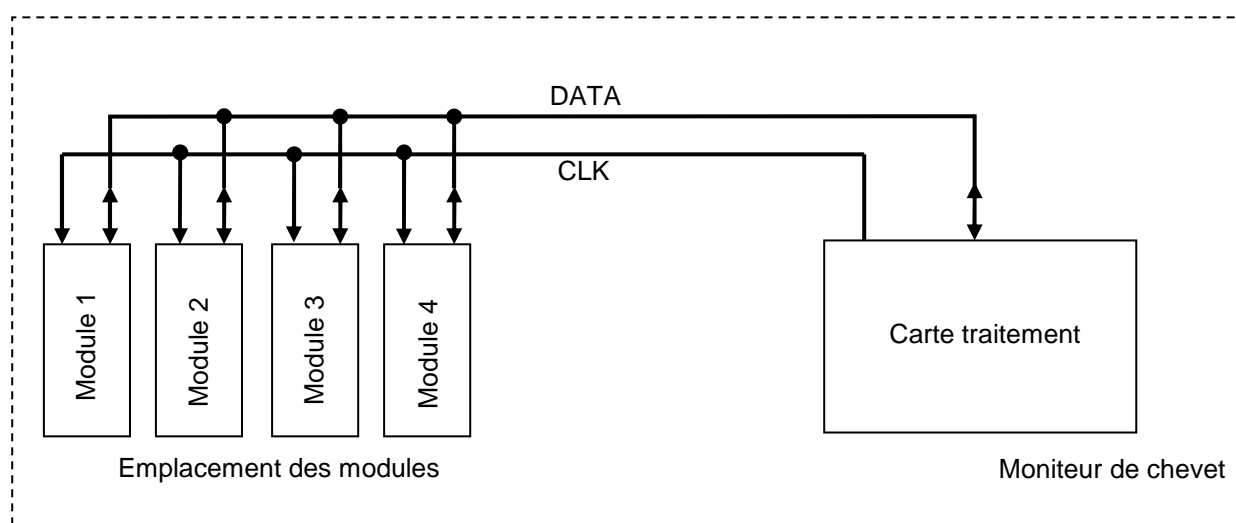 DATA
CLK
Module 1
Module 2
Module 3
Module 4
Carte traitement
Emplacement des modules
Moniteur de chevet